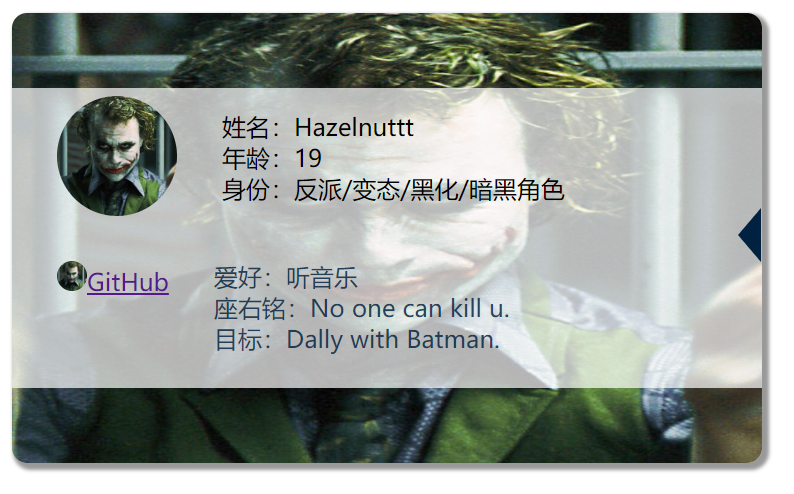 姓名：Hazelnuttt
年龄：19
身份：反派/变态/黑化/暗黑角色
GitHub
爱好：听音乐
座右铭：No one can kill u.
目标：Dally with Batman.